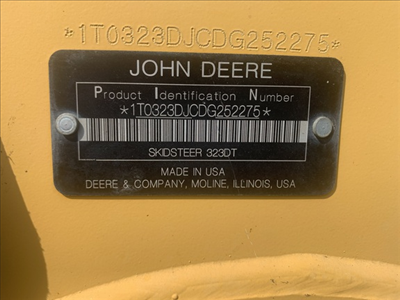 *1T0323DJCDG252275*
JOHN DEERE
Product Identification Number
*1T0323DJCDG252275*
SKIDSTEER 323DT
MADE IN USA
DEERE & COMPANY, MOLINE, ILLINOIS, USA